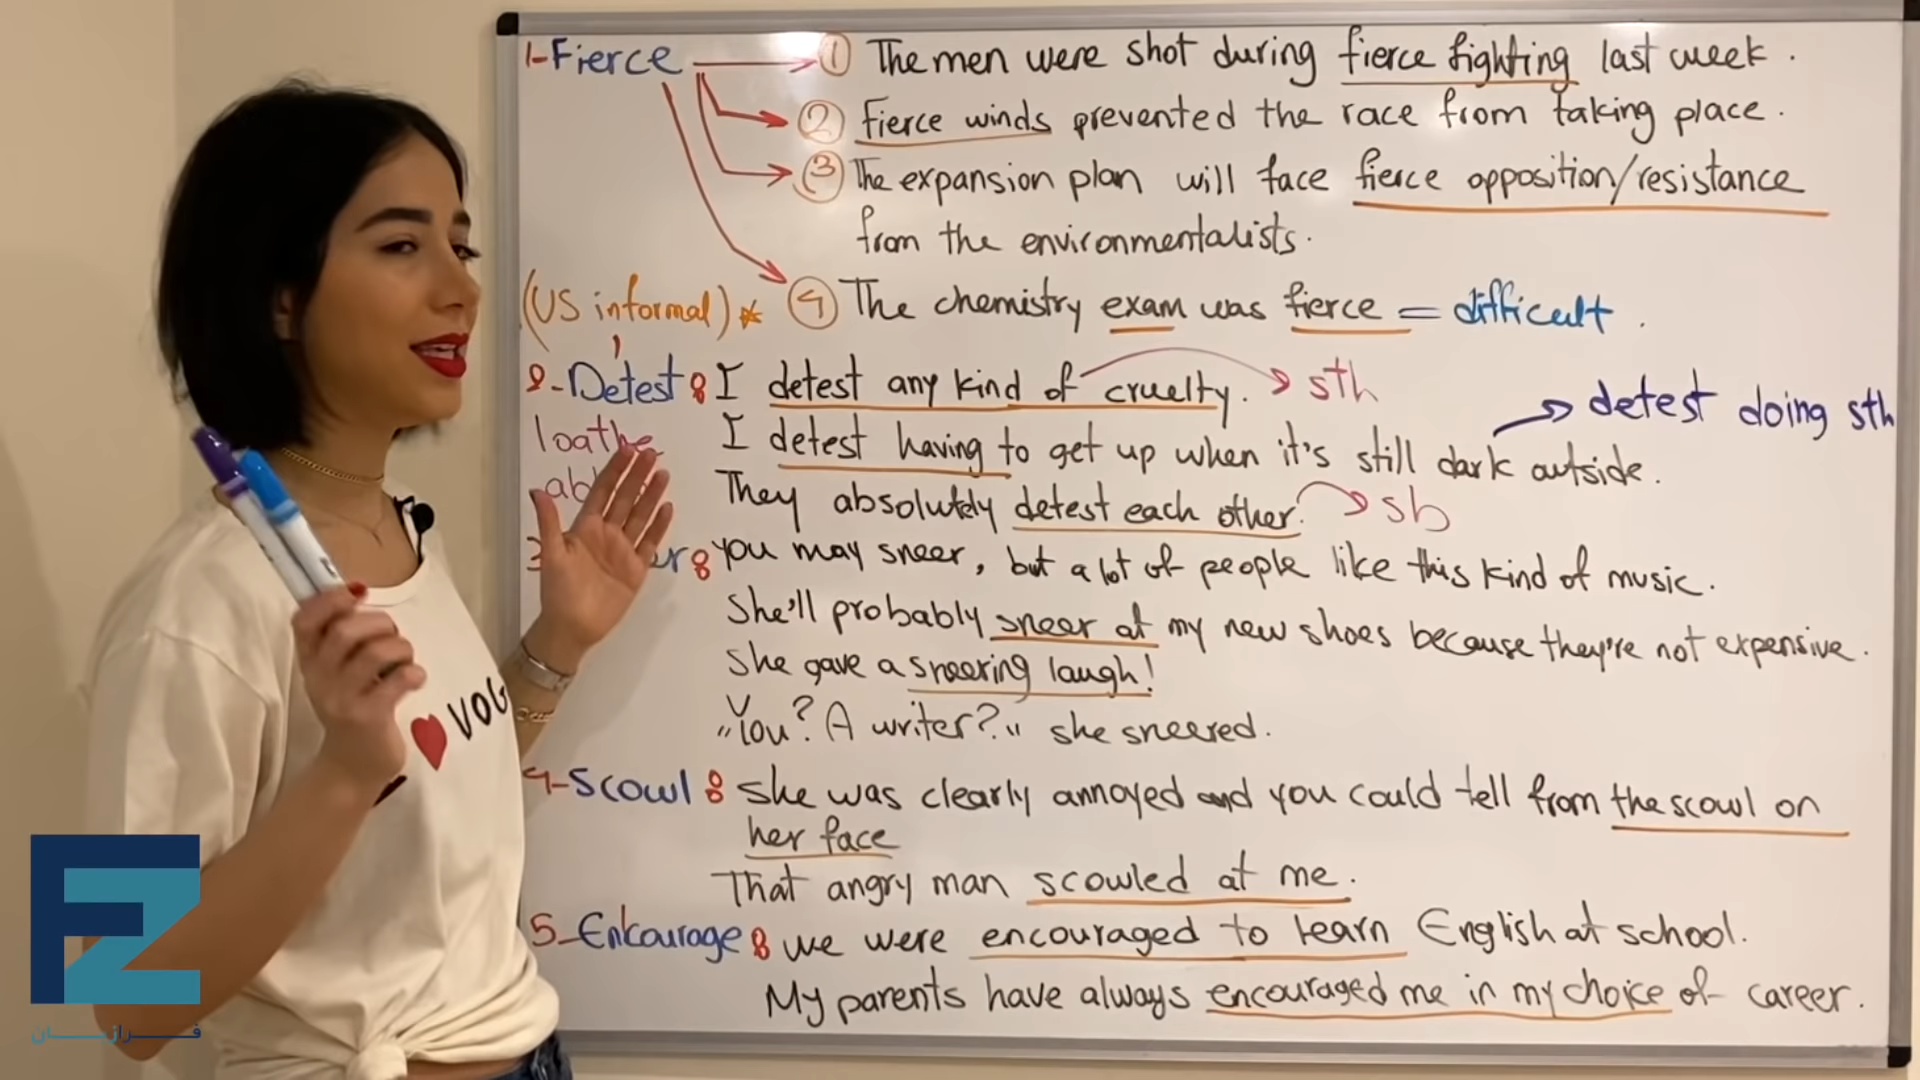 1-Fierce ① The men were shot during fierce fighting last week.
② Fierce winds prevented the race from taking place.
③ The expansion plan will face fierce opposition/resistance
from the environmentalists.
(US informal) * ④ The chemistry exam was fierce = difficult.
2-Detest: I detest any kind of cruelty. → sth
→ detest doing sth
loathe I detest having to get up when it's still dark outside.
They absolutely detest each other. → sb
3 you may sneer, but a lot of people like this kind of music.
She'll probably sneer at my new shoes because they're not expensive.
She gave a sneering laugh!
"You? A writer?" she sneered.
4-Scowl: She was clearly annoyed and you could tell from the scowl on
her face
That angry man scowled at me.
5-Encourage: we were encouraged to learn English at school.
My parents have always encouraged me in my choice of career.
VOG
FZ
فرازبان